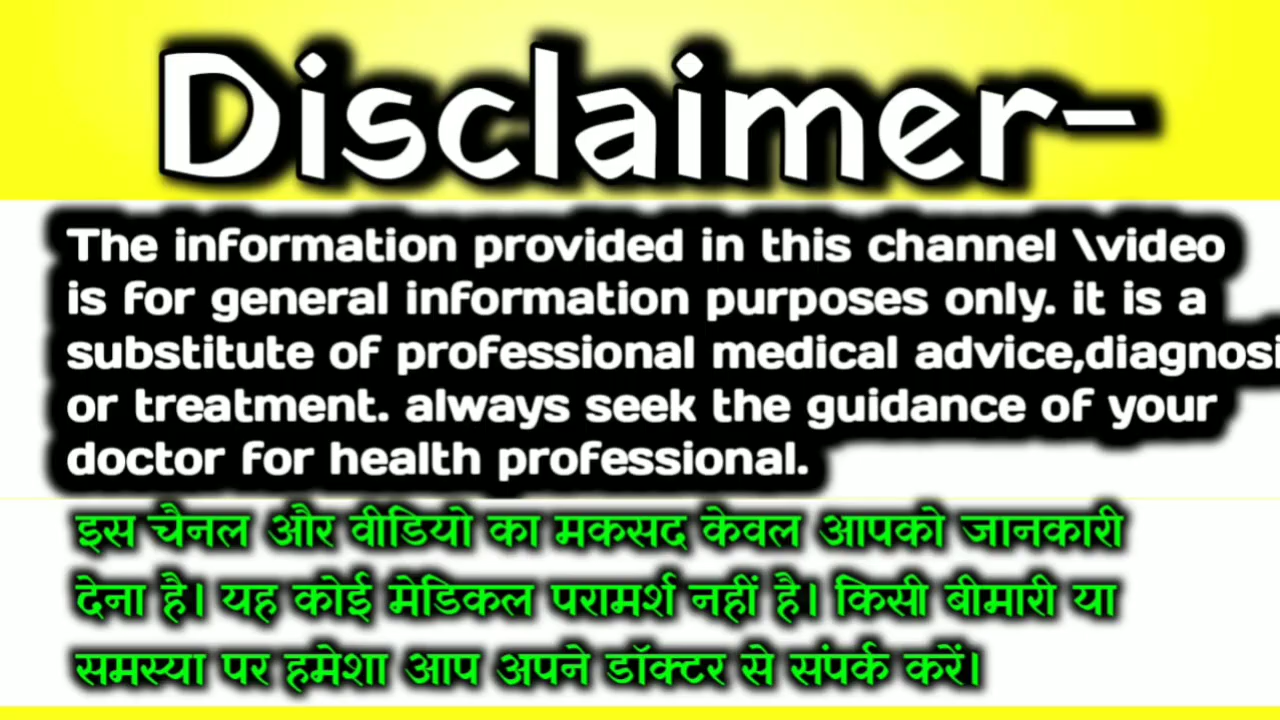 Disclaimer-
The information provided in this channel \video
is for general information purposes only. it is a
substitute of professional medical advice,diagnosi
or treatment. always seek the guidance of your
doctor for health professional.
इस चैनल और वीडियो का मकसद केवल आपको जानकारी
देना है। यह कोई मेडिकल परामर्श नहीं है। किसी बीमारी या
समस्या पर हमेशा आप अपने डॉक्टर से संपर्क करें।